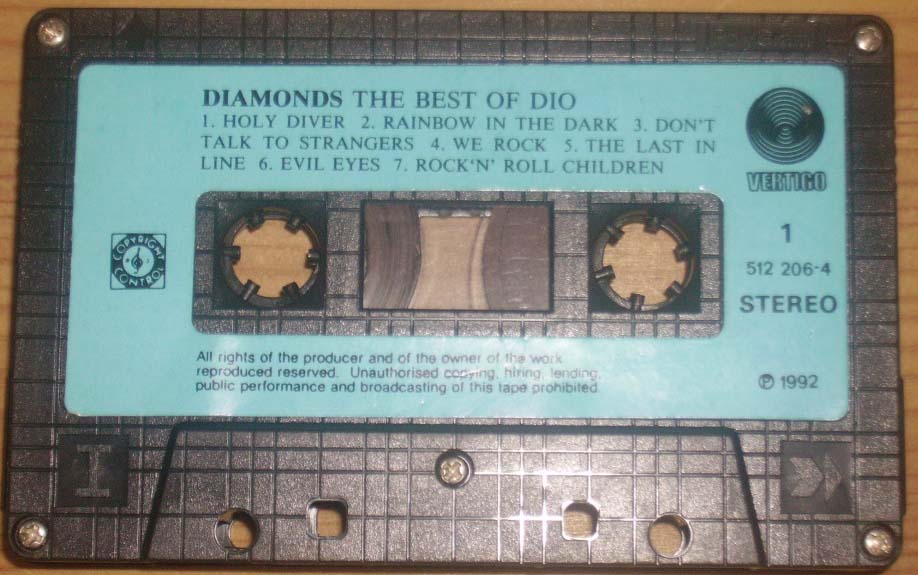 DIAMONDS THE BEST OF DIO
1. HOLY DIVER 2. RAINBOW IN THE DARK 3. DON'T
TALK TO STRANGERS 4. WE ROCK 5. THE LAST IN
LINE 6. EVIL EYES 7. ROCK'N' ROLL CHILDREN
VERTIGO
1
512 206-4
STEREO
COPYRIGHT
CONTROL
All rights of the producer and of the owner of the work
reproduced reserved. Unauthorised copying, hiring, lending,
public performance and broadcasting of this tape prohibited.
℗ 1992
I